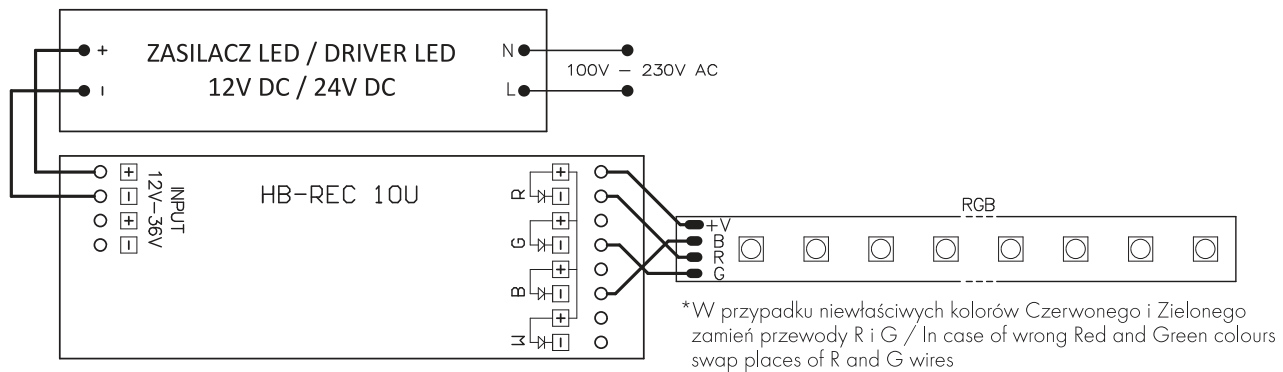 + ZASILACZ LED / DRIVER LED N
- 12V DC / 24V DC L
100V – 230V AC
+
-
+
-
INPUT
12V–36V
HB-REC 10U
R
+
-
G
+
-
B
+
-
W
+
-
RGB
+V
B
R
G
*W przypadku niewłaściwych kolorów Czerwonego i Zielonego
zamień przewody R i G / In case of wrong Red and Green colours
swap places of R and G wires